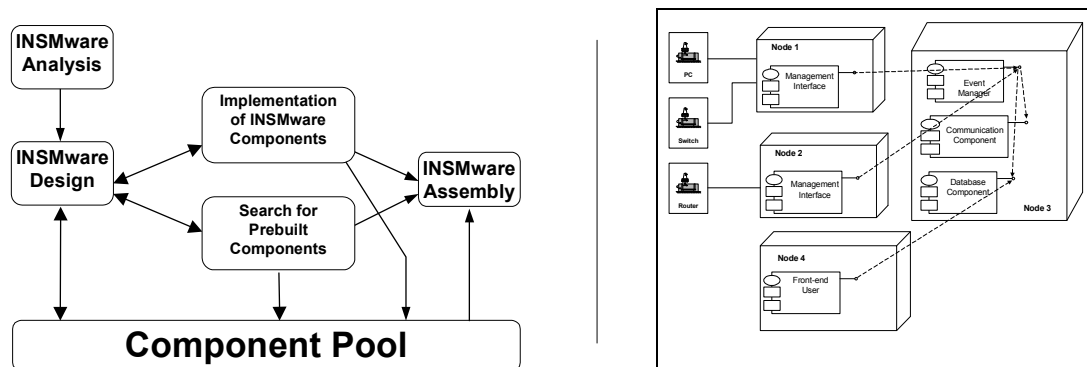 INSMware
Analysis
INSMware
Design
Implementation
of INSMware
Components
Search for
Prebuilt
Components
INSMware
Assembly
Component Pool
PC
Switch
Router
Node 1
Management
Interface
Node 2
Management
Interface
Event
Manager
Communication
Component
Database
Component
Node 3
Node 4
Front-end
User